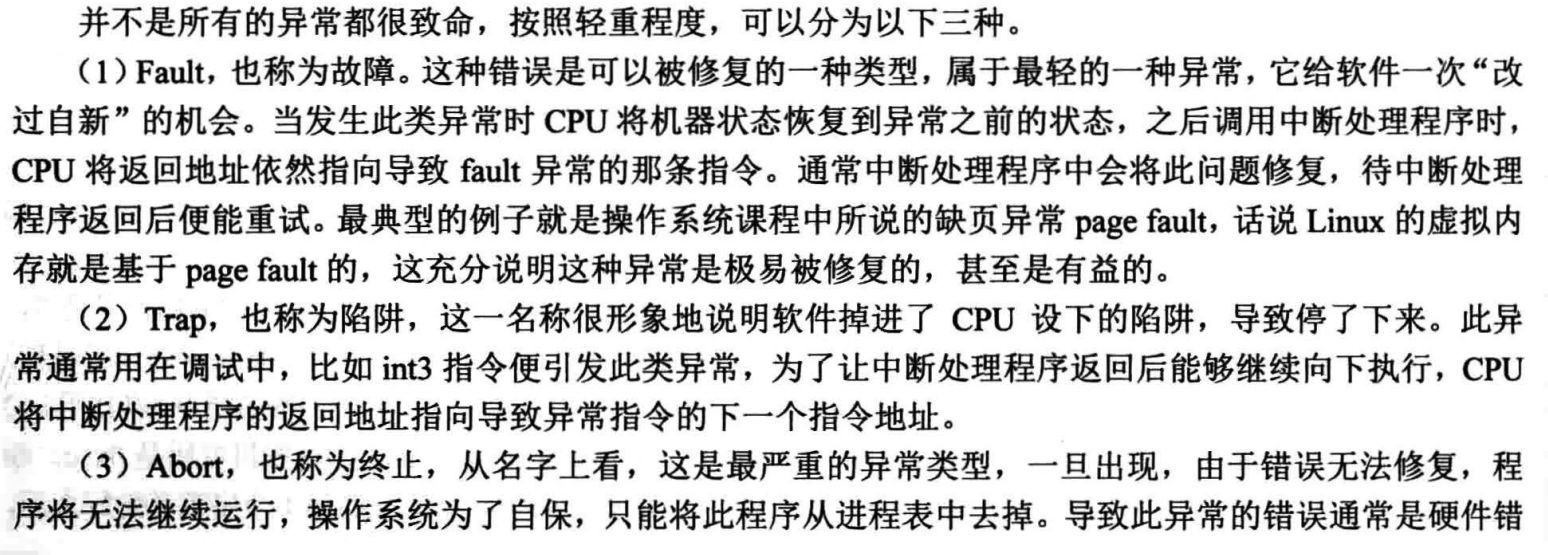 并不是所有的异常都很致命，按照轻重程度，可以分为以下三种。
（1）Fault，也称为故障。这种错误是可以被修复的一种类型，属于最轻的一种异常，它给软件一次“改
过自新”的机会。当发生此类异常时 CPU 将机器状态恢复到异常之前的状态，之后调用中断处理程序时，
CPU 将返回地址依然指向导致 fault 异常的那条指令。通常中断处理程序中会将此问题修复，待中断处理
程序返回后便能重试。最典型的例子就是操作系统课程中所说的缺页异常 page fault，话说 Linux 的虚拟内
存就是基于 page fault 的，这充分说明这种异常是极易被修复的，甚至是有益的。
（2）Trap，也称为陷阱，这一名称很形象地说明软件掉进了 CPU 设下的陷阱，导致停了下来。此异
常通常用在调试中，比如 int3 指令便引发此类异常，为了让中断处理程序返回后能够继续向下执行，CPU
将中断处理程序的返回地址指向导致异常指令的下一个指令地址。
（3）Abort，也称为终止，从名字上看，这是最严重的异常类型，一旦出现，由于错误无法修复，程
序将无法继续运行，操作系统为了自保，只能将此程序从进程表中去掉。导致此异常的错误通常是硬件错